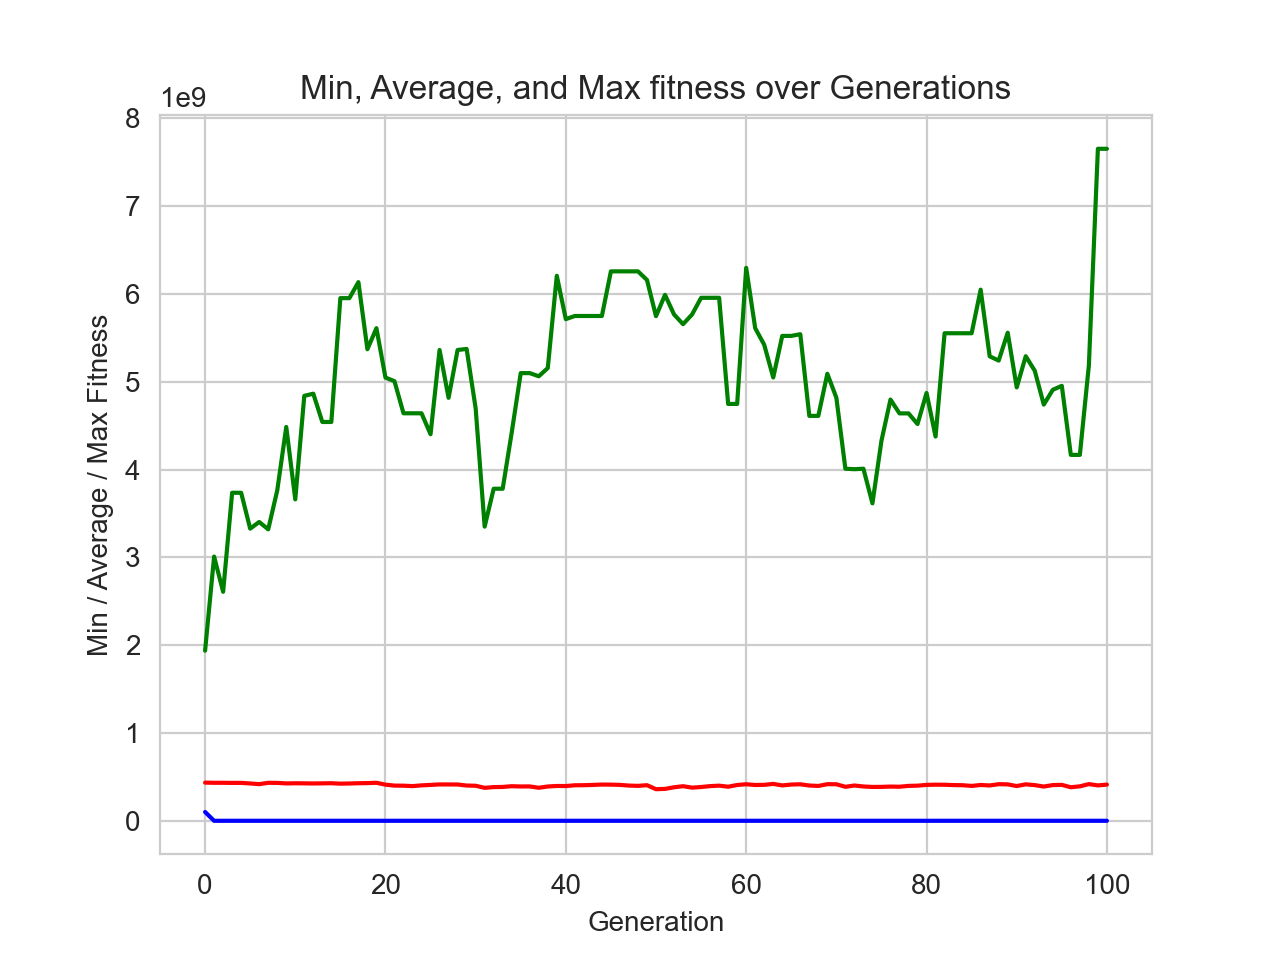 Min, Average, and Max fitness over Generations
1e9
8
7
6
5
4
3
2
1
0
Min / Average / Max Fitness
0 20 40 60 80 100
Generation